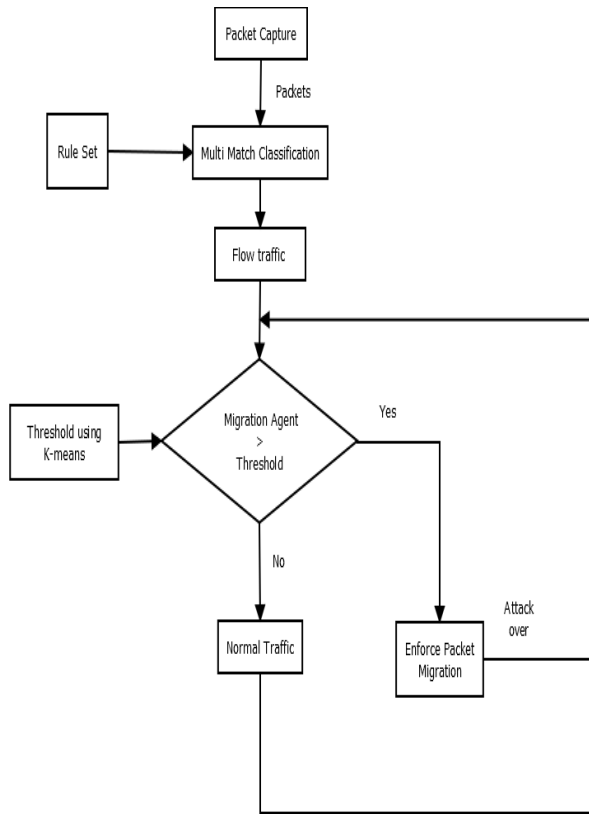 Packet Capture
Packets
Rule Set
Multi Match Classification
Flow traffic
Threshold using
K-means
Migration Agent
>
Threshold
Yes
No
Normal Traffic
Enforce Packet
Migration
Attack
over